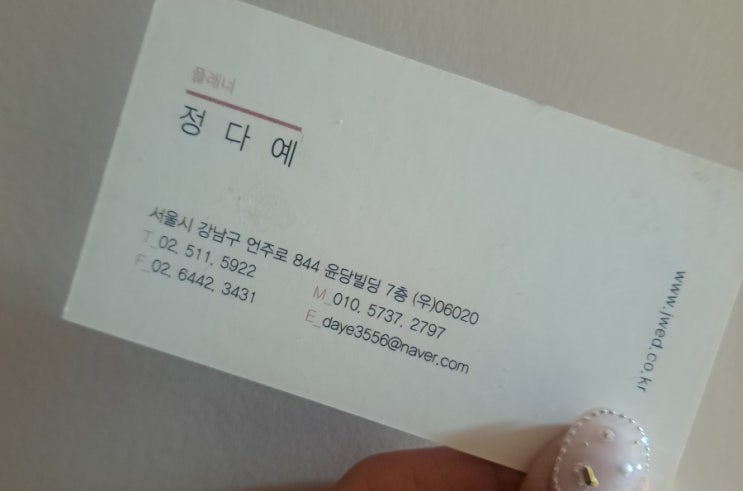 플래너
정 다 예
서울시 강남구 언주로 844 윤당빌딩 7층 (우)06020
T_02. 511. 5922
M_010. 5737. 2797
F_02. 6442. 3431
E_daye3556@naver.com
www.iwed.co.kr